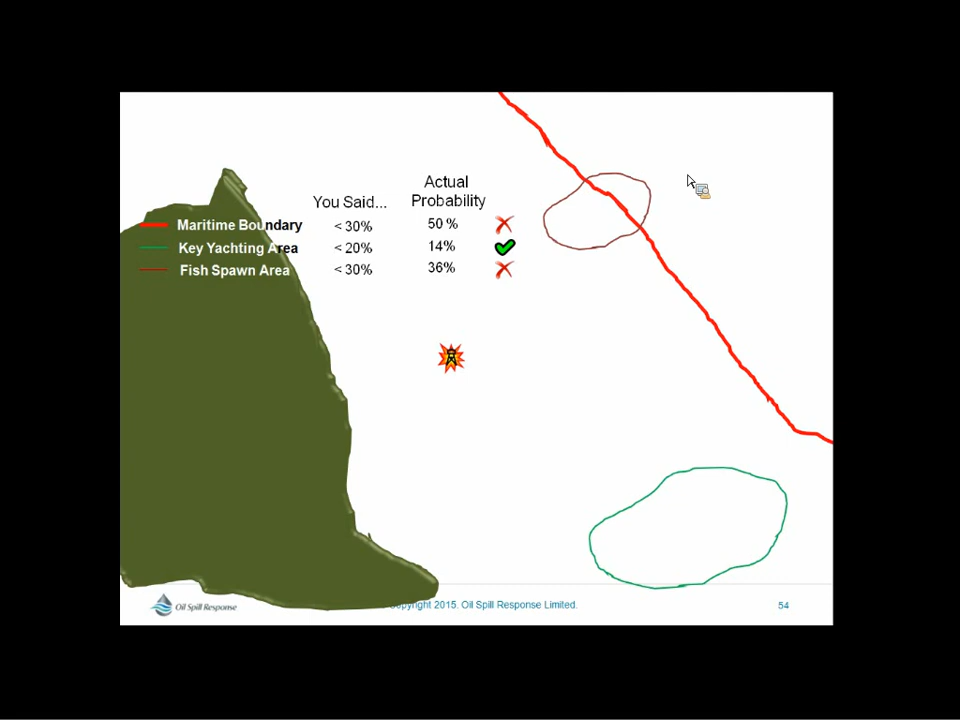 Actual
You Said... Probability
Maritime Boundary < 30% 50 %
Key Yachting Area < 20% 14%
Fish Spawn Area < 30% 36%
Oil Spill Response opyright 2015. Oil Spill Response Limited. 54